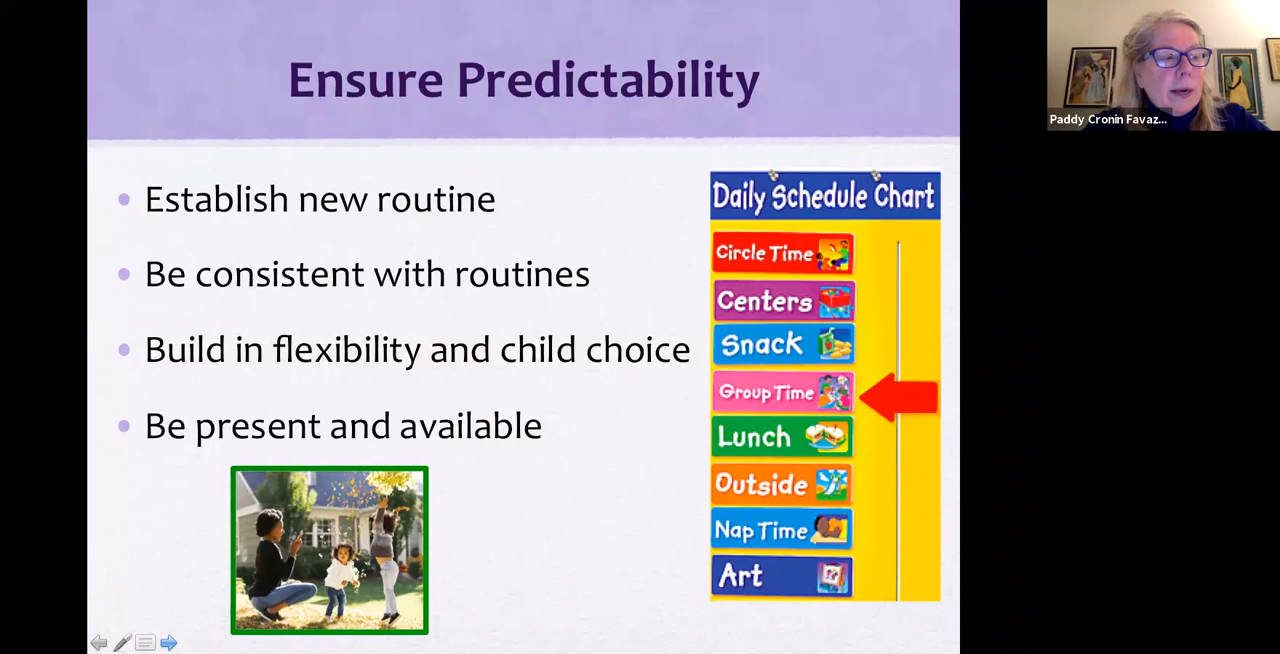 Ensure Predictability
Establish new routine
Be consistent with routines
Build in flexibility and child choice
Be present and available
Daily Schedule Chart
Circle Time
Centers
Snack
Group Time
Lunch
Outside
Nap Time
Art
Paddy Cronin Favaz...